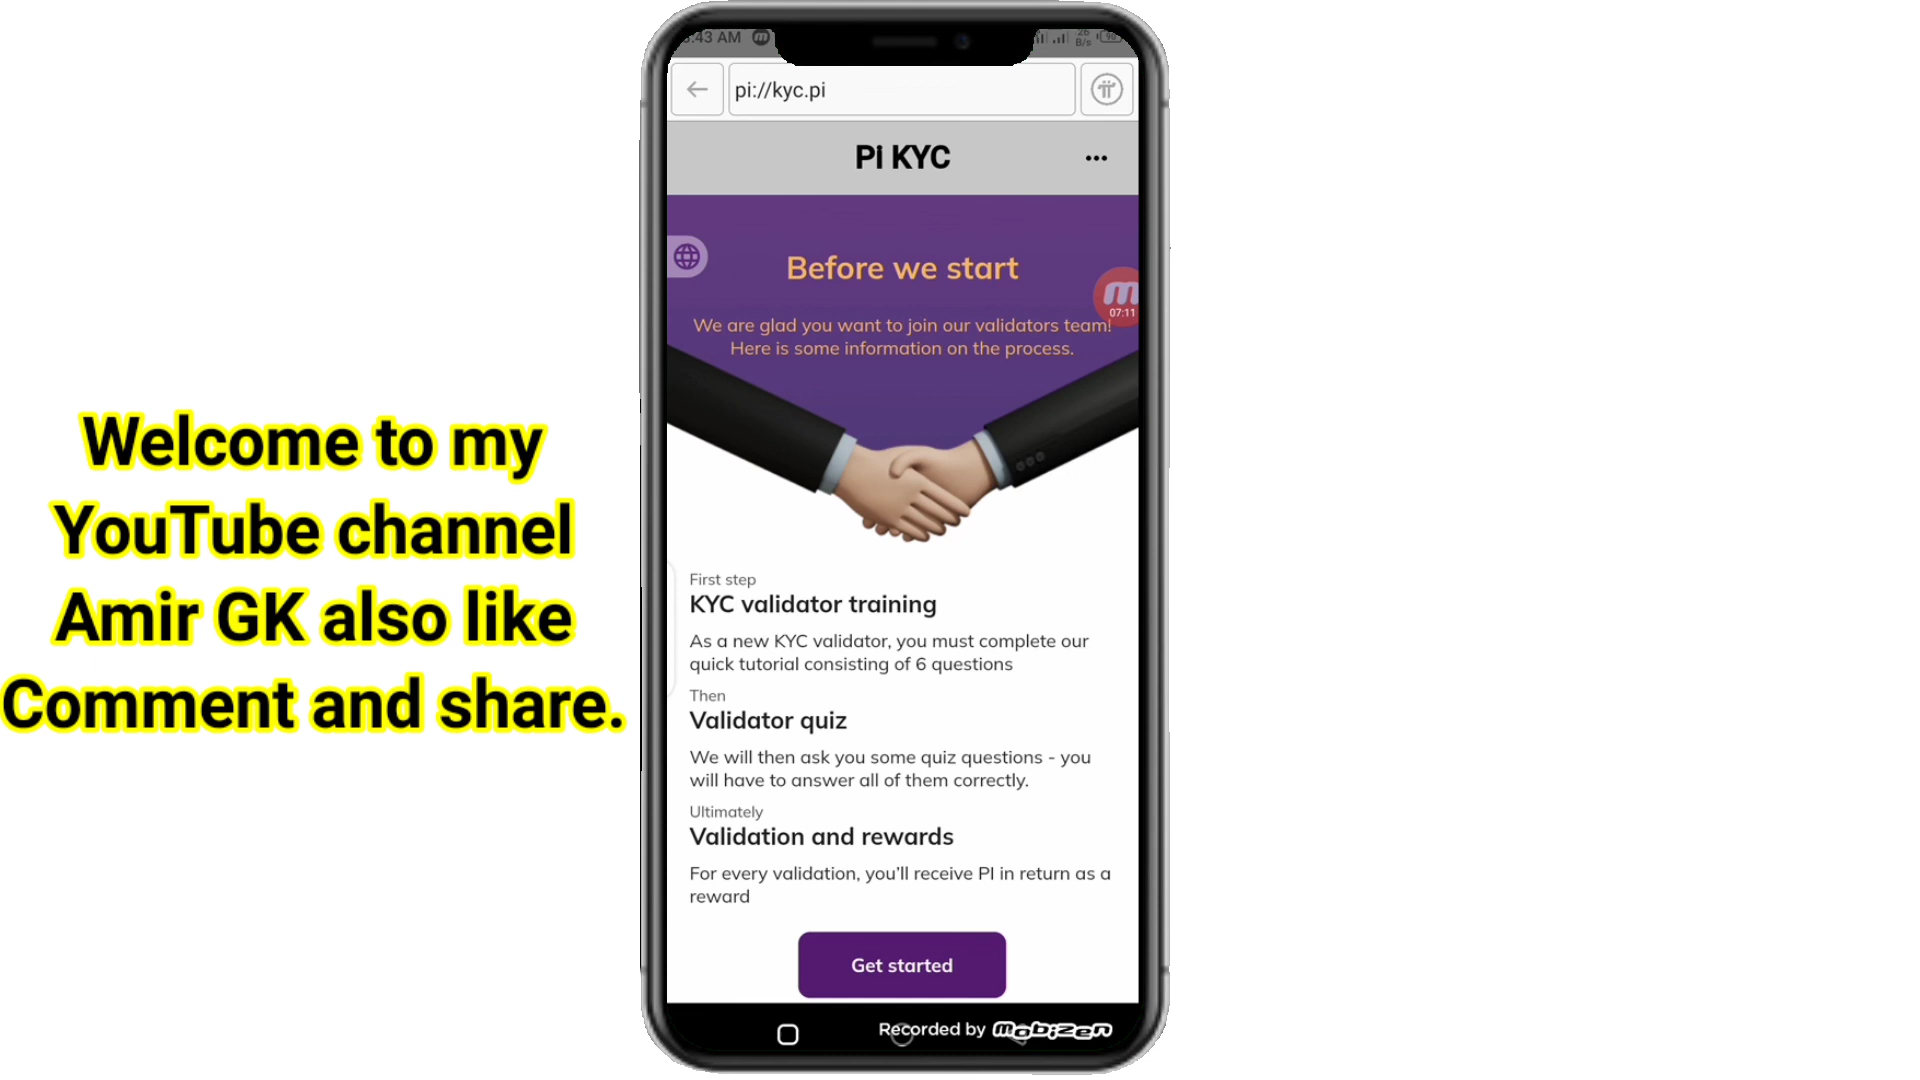 Welcome to my
YouTube channel
Amir GK also like
Comment and share.
:43 AM
26
B/s
90
pi://kyc.pi
Pi KYC
Before we start
07:11
We are glad you want to join our validators team!
Here is some information on the process.
First step
KYC validator training
As a new KYC validator, you must complete our
quick tutorial consisting of 6 questions
Then
Validator quiz
We will then ask you some quiz questions - you
will have to answer all of them correctly.
Ultimately
Validation and rewards
For every validation, you'll receive PI in return as a
reward
Get started
Recorded by mobizen